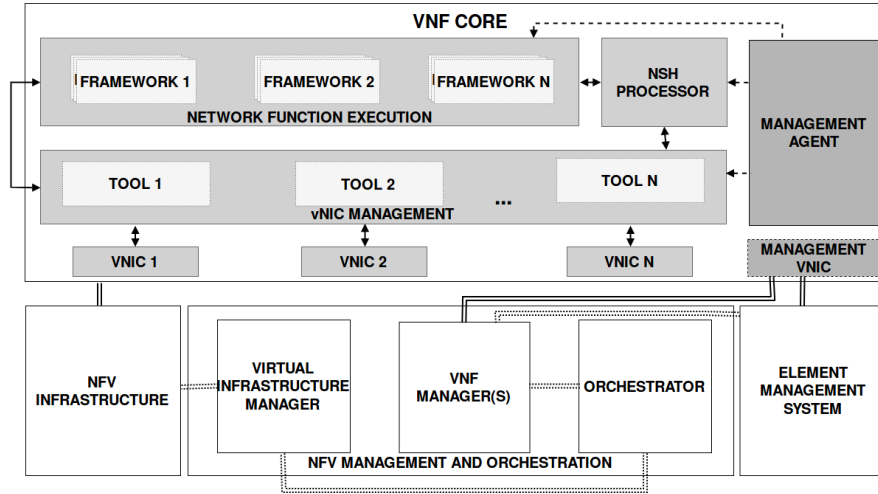 VNF CORE
FRAMEWORK 1
FRAMEWORK 2
FRAMEWORK N
NETWORK FUNCTION EXECUTION
NSH
PROCESSOR
MANAGEMENT
AGENT
TOOL 1
TOOL 2
...
TOOL N
vNIC MANAGEMENT
VNIC 1
VNIC 2
VNIC N
MANAGEMENT
VNIC
NFV
INFRASTRUCTURE
VIRTUAL
INFRASTRUCTURE
MANAGER
VNF
MANAGER(S)
ORCHESTRATOR
ELEMENT
MANAGEMENT
SYSTEM
NFV MANAGEMENT AND ORCHESTRATION